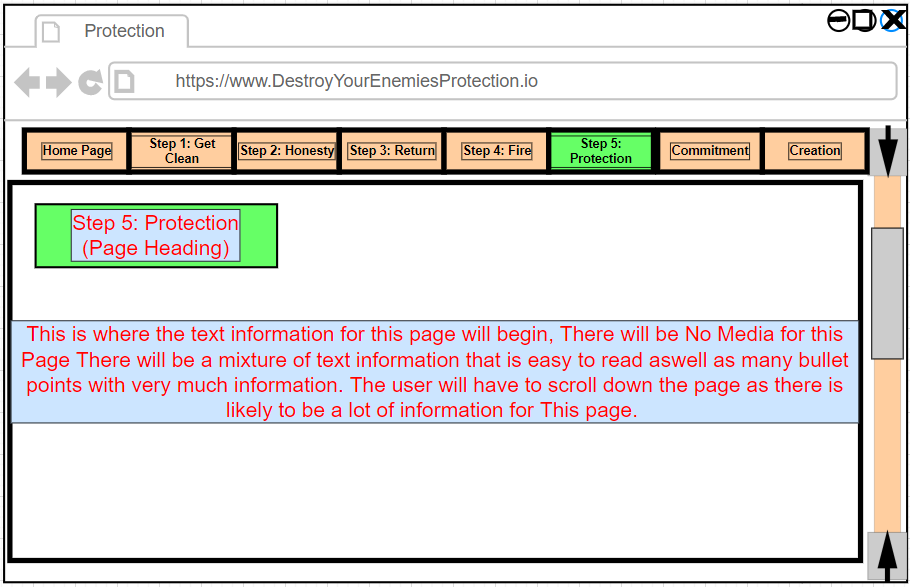 Protection
https://www.DestroyYourEnemiesProtection.io
Home Page
Step 1: Get
Clean
Step 2: Honesty
Step 3: Return
Step 4: Fire
Step 5:
Protection
Commitment
Creation
Step 5: Protection
(Page Heading)
This is where the text information for this page will begin, There will be No Media for this
Page There will be a mixture of text information that is easy to read aswell as many bullet
points with very much information. The user will have to scroll down the page as there is
likely to be a lot of information for This page.